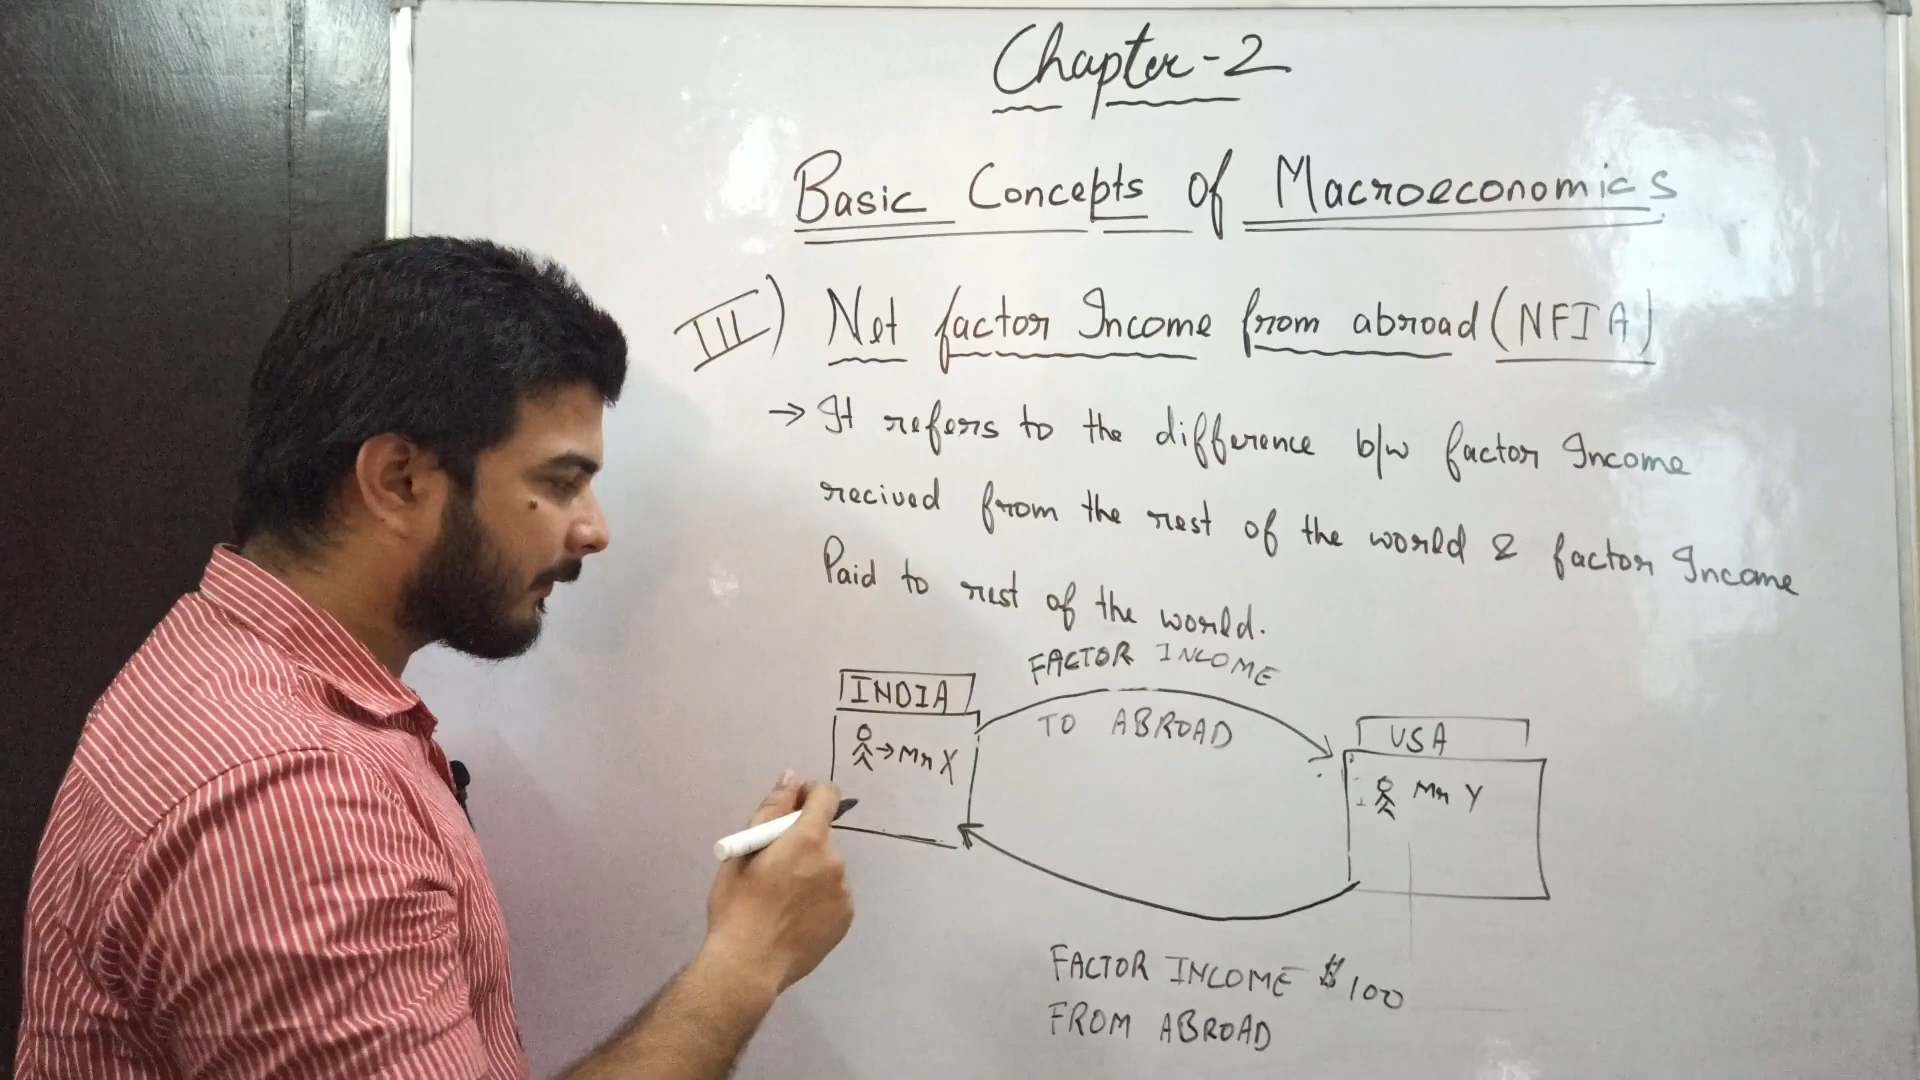 Chapter-2
Basic Concepts of Macroeconomics
III) Net factor Income from abroad (NFIA)
→ It refers to the difference b/w factor Income
recived from the rest of the world & factor Income
Paid to rest of the world.
FACTOR INCOME
TO ABROAD
INDIA
→ Mr X
USA
Mr Y
FACTOR INCOME $100
FROM ABROAD